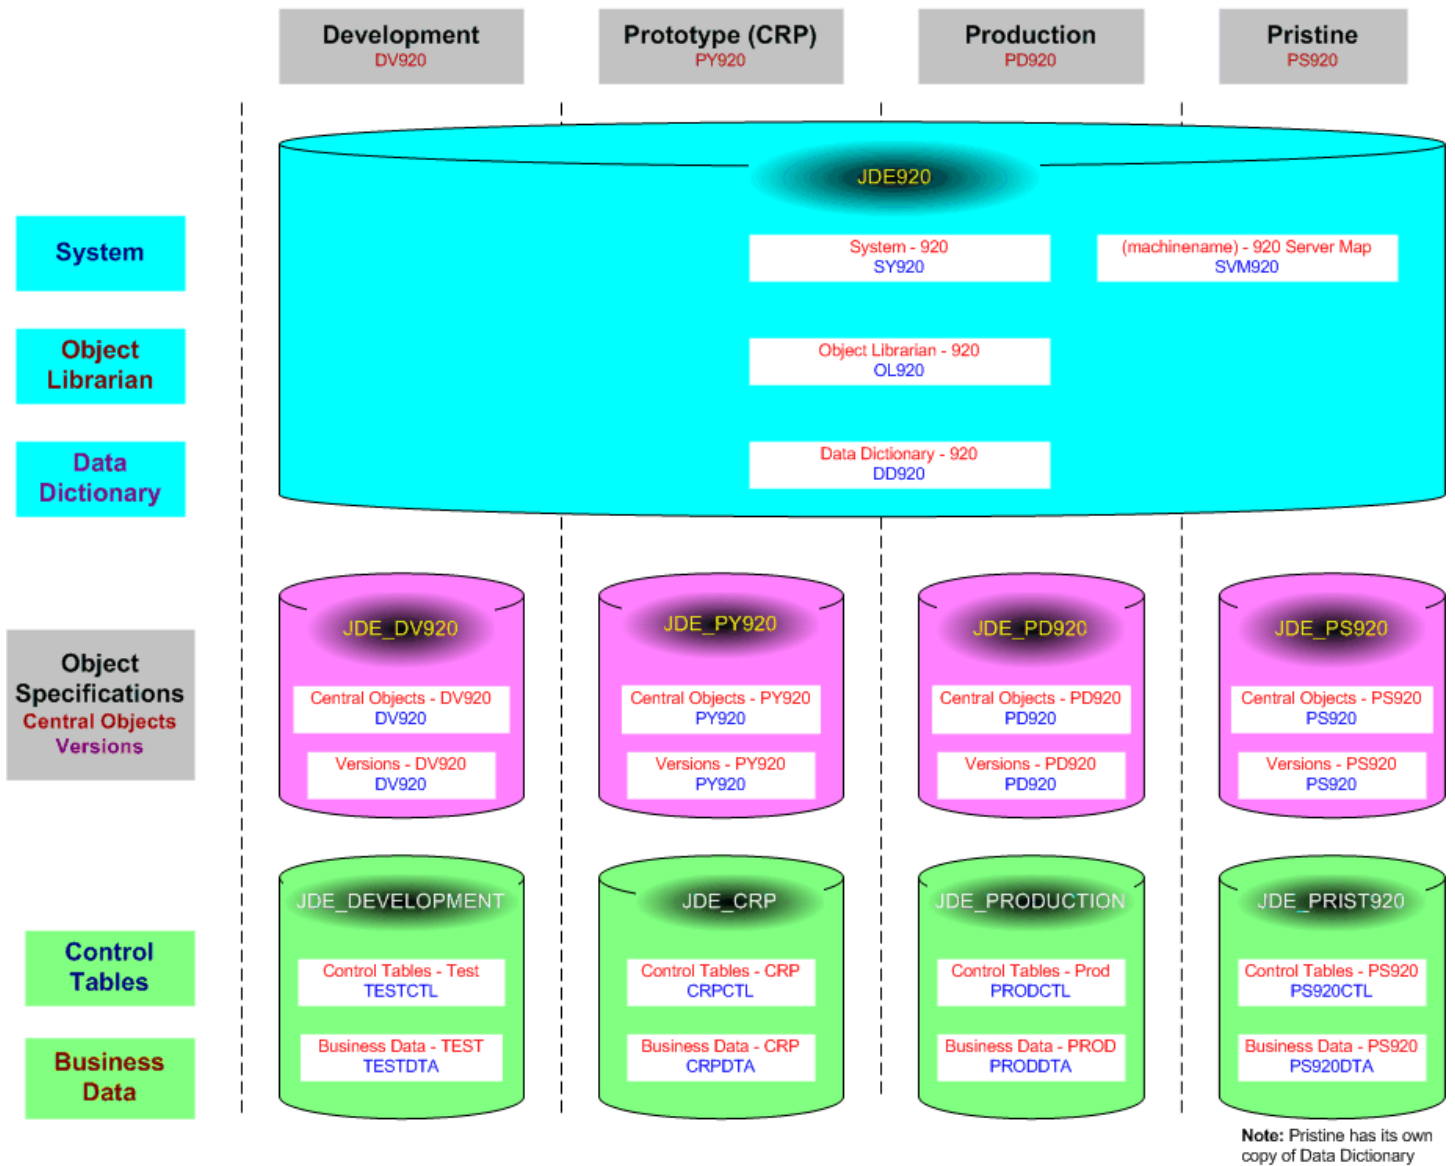 Development
DV920
Prototype (CRP)
PY920
Production
PD920
Pristine
PS920
JDE920
System
System - 920
SY920
(machinename) - 920 Server Map
SVM920
Object
Librarian
Object Librarian - 920
OL920
Data
Dictionary
Data Dictionary - 920
DD920
Object
Specifications
Central Objects
Versions
JDE_DV920
Central Objects - DV920
DV920
Versions - DV920
DV920
JDE_PY920
Central Objects - PY920
PY920
Versions - PY920
PY920
JDE_PD920
Central Objects - PD920
PD920
Versions - PD920
PD920
JDE_PS920
Central Objects - PS920
PS920
Versions - PS920
PS920
Control
Tables
Business
Data
JDE_DEVELOPMENT
Control Tables - Test
TESTCTL
Business Data - TEST
TESTDTA
JDE_CRP
Control Tables - CRP
CRPCTL
Business Data - CRP
CRPDTA
JDE_PRODUCTION
Control Tables - Prod
PRODCTL
Business Data - PROD
PRODDTA
JDE_PRIST920
Control Tables - PS920
PS920CTL
Business Data - PS920
PS920DTA
Note: Pristine has its own
copy of Data Dictionary